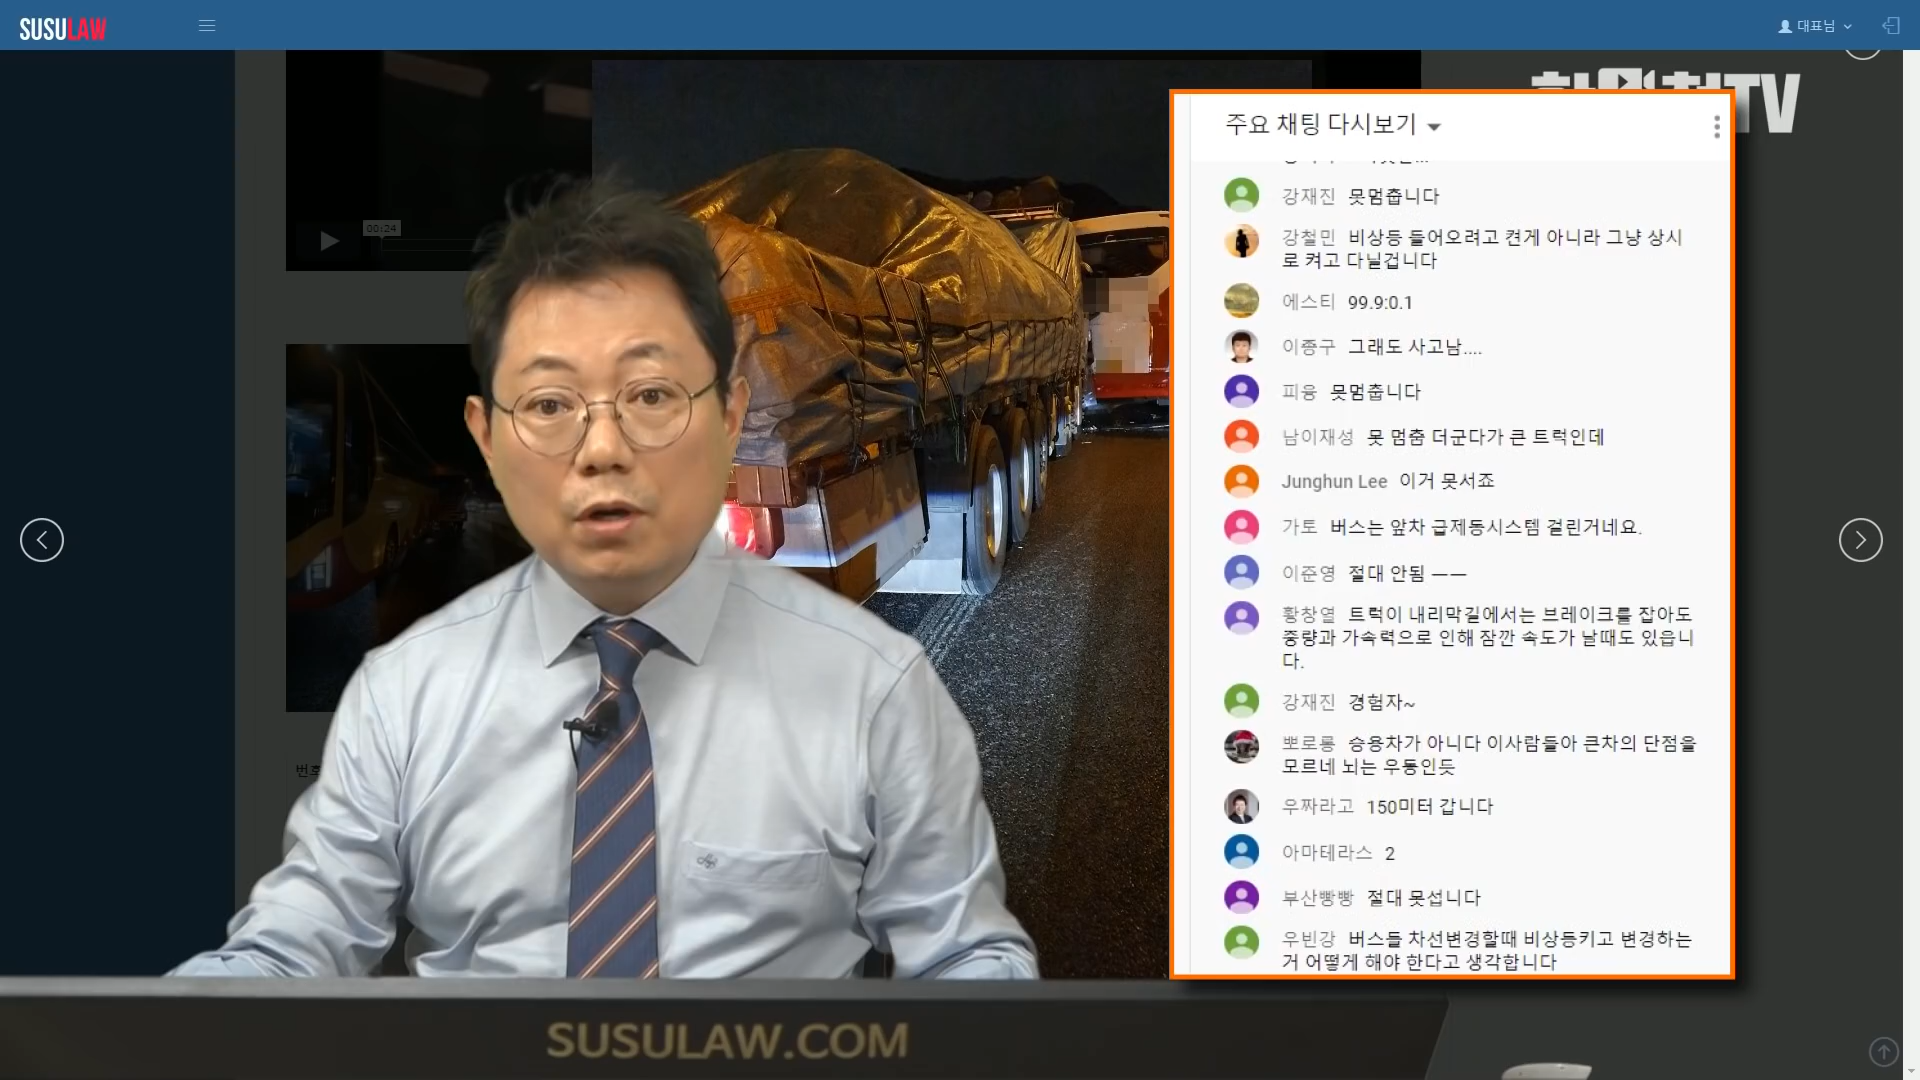 SUSULAW
대표님
TV
00:24
주요 채팅 다시보기
강재진 못멈춥니다
강철민 비상등 들어오려고 켠게 아니라 그냥 상시
로 켜고 다닐겁니다
에스티 99.9:0.1
이종구 그래도 사고남....
피융 못멈춥니다
남이재성 못 멈춤 더군다가 큰 트럭인데
Junghun Lee 이거 못서죠
가토 버스는 앞차 급제동시스템 걸린거네요.
이준영 절대 안됨 ㅡㅡ
황창열 트럭이 내리막길에서는 브레이크를 잡아도
중량과 가속력으로 인해 잠깐 속도가 날때도 있읍니
다.
강재진 경험자~
뽀로롱 승용차가 아니다 이사람들아 큰차의 단점을
모르네 뇌는 우동인듯
우짜라고 150미터 갑니다
아마테라스 2
부산빵빵 절대 못섭니다
우빈강 버스들 차선변경할때 비상등키고 변경하는
거 어떻게 해야 한다고 생각합니다
SUSULAW.COM